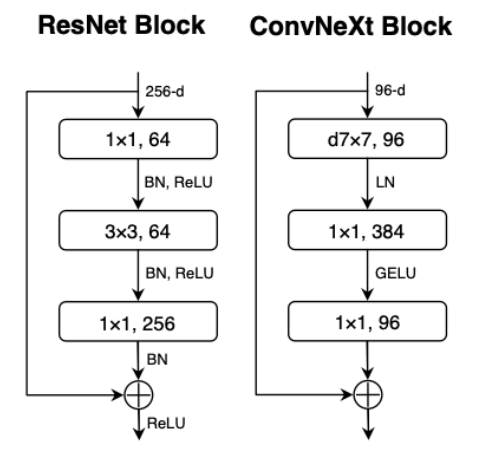 ResNet Block
256-d
1×1, 64
BN, ReLU
3×3, 64
BN, ReLU
1×1, 256
BN
ReLU
ConvNeXt Block
96-d
d7×7, 96
LN
1×1, 384
GELU
1×1, 96